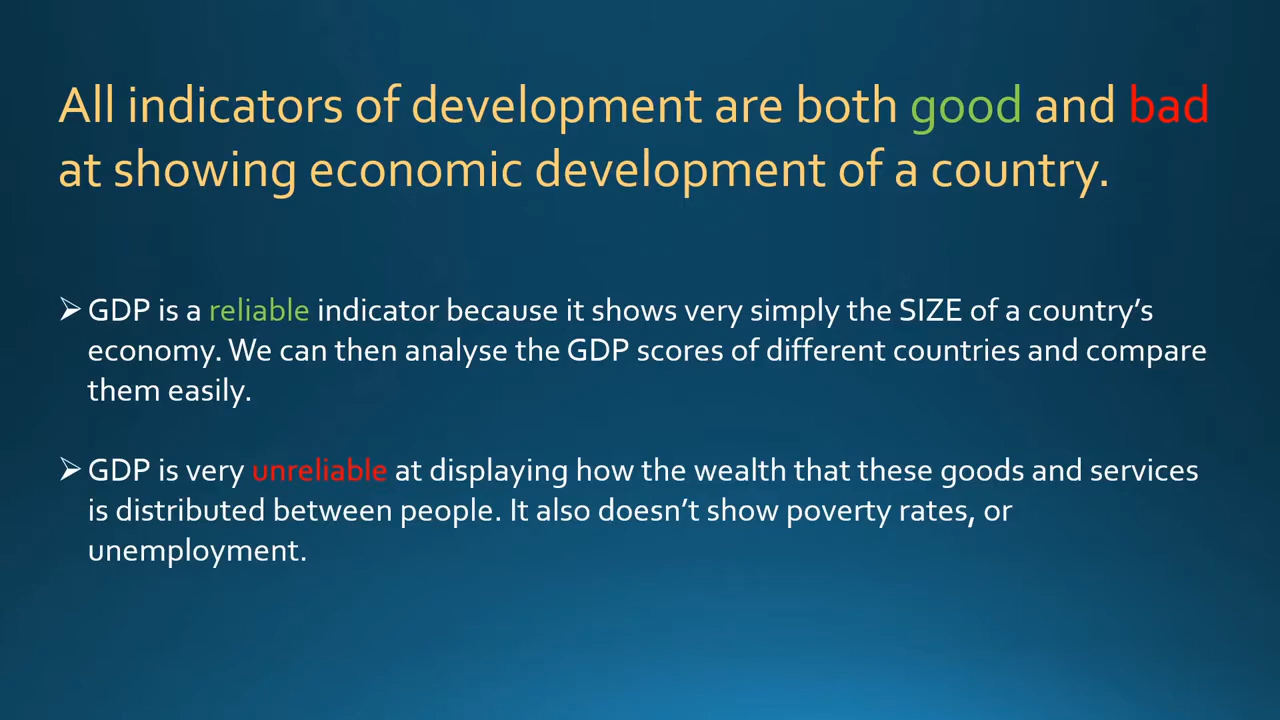 All indicators of development are both good and bad
at showing economic development of a country.
➢ GDP is a reliable indicator because it shows very simply the SIZE of a country’s
economy. We can then analyse the GDP scores of different countries and compare
them easily.
➢ GDP is very unreliable at displaying how the wealth that these goods and services
is distributed between people. It also doesn’t show poverty rates, or
unemployment.